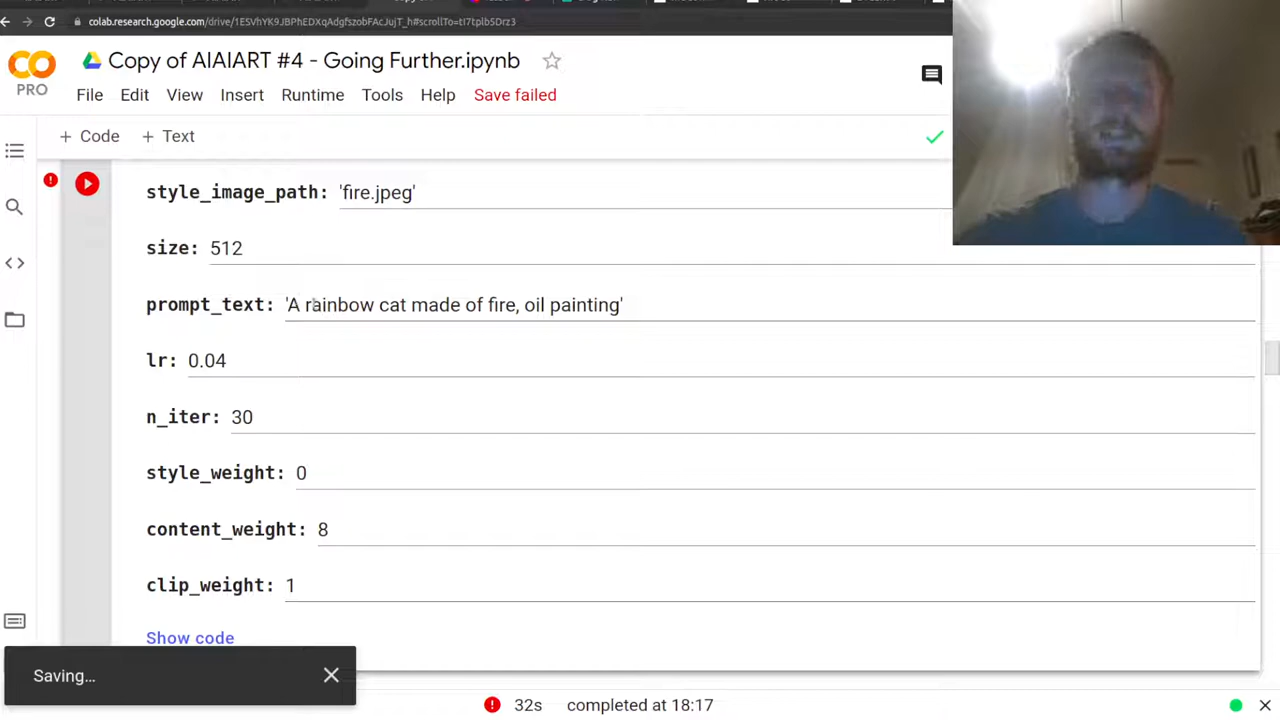 colab.research.google.com/drive/1ESVhYK9JBPhEDXqAdgfszobFAcJujT_h#scrollTo=tI7tplb5Drz3
PRO
Copy of AIAIART #4 - Going Further.ipynb
File Edit View Insert Runtime Tools Help Save failed
+ Code + Text
style_image_path: 'fire.jpeg'
size: 512
prompt_text: 'A rainbow cat made of fire, oil painting'
lr: 0.04
n_iter: 30
style_weight: 0
content_weight: 8
clip_weight: 1
Show code
Saving…
32s completed at 18:17